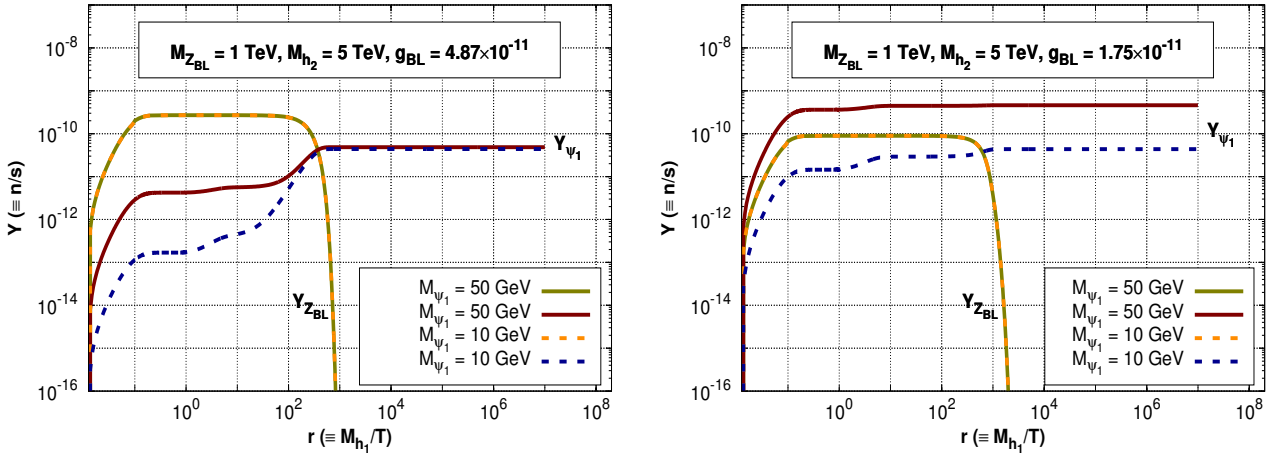 M_{Z_{BL}} = 1 TeV, M_{h_2} = 5 TeV, g_{BL} = 4.87×10^{-11}
10^{-8}
10^{-10}
10^{-12}
10^{-14}
10^{-16}
Y (≡ n/s)
Y_{ψ_1}
Y_{Z_{BL}}
M_{ψ_1} = 50 GeV
M_{ψ_1} = 50 GeV
M_{ψ_1} = 10 GeV
M_{ψ_1} = 10 GeV
10^0 10^2 10^4 10^6 10^8
r (≡ M_{h_1}/T)
M_{Z_{BL}} = 1 TeV, M_{h_2} = 5 TeV, g_{BL} = 1.75×10^{-11}
10^{-8}
10^{-10}
10^{-12}
10^{-14}
10^{-16}
Y (≡ n/s)
Y_{ψ_1}
Y_{Z_{BL}}
M_{ψ_1} = 50 GeV
M_{ψ_1} = 50 GeV
M_{ψ_1} = 10 GeV
M_{ψ_1} = 10 GeV
10^0 10^2 10^4 10^6 10^8
r (≡ M_{h_1}/T)